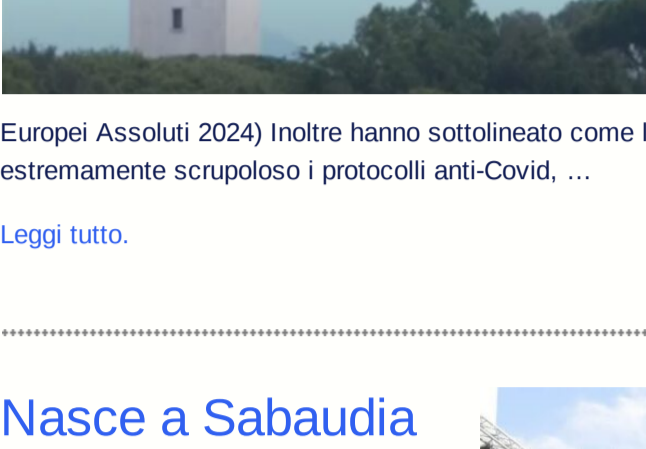 Europei Assoluti 2024) Inoltre hanno sottolineato come
estremamente scrupoloso i protocolli anti-Covid, …
Leggi tutto.
Nasce a Sabaudia